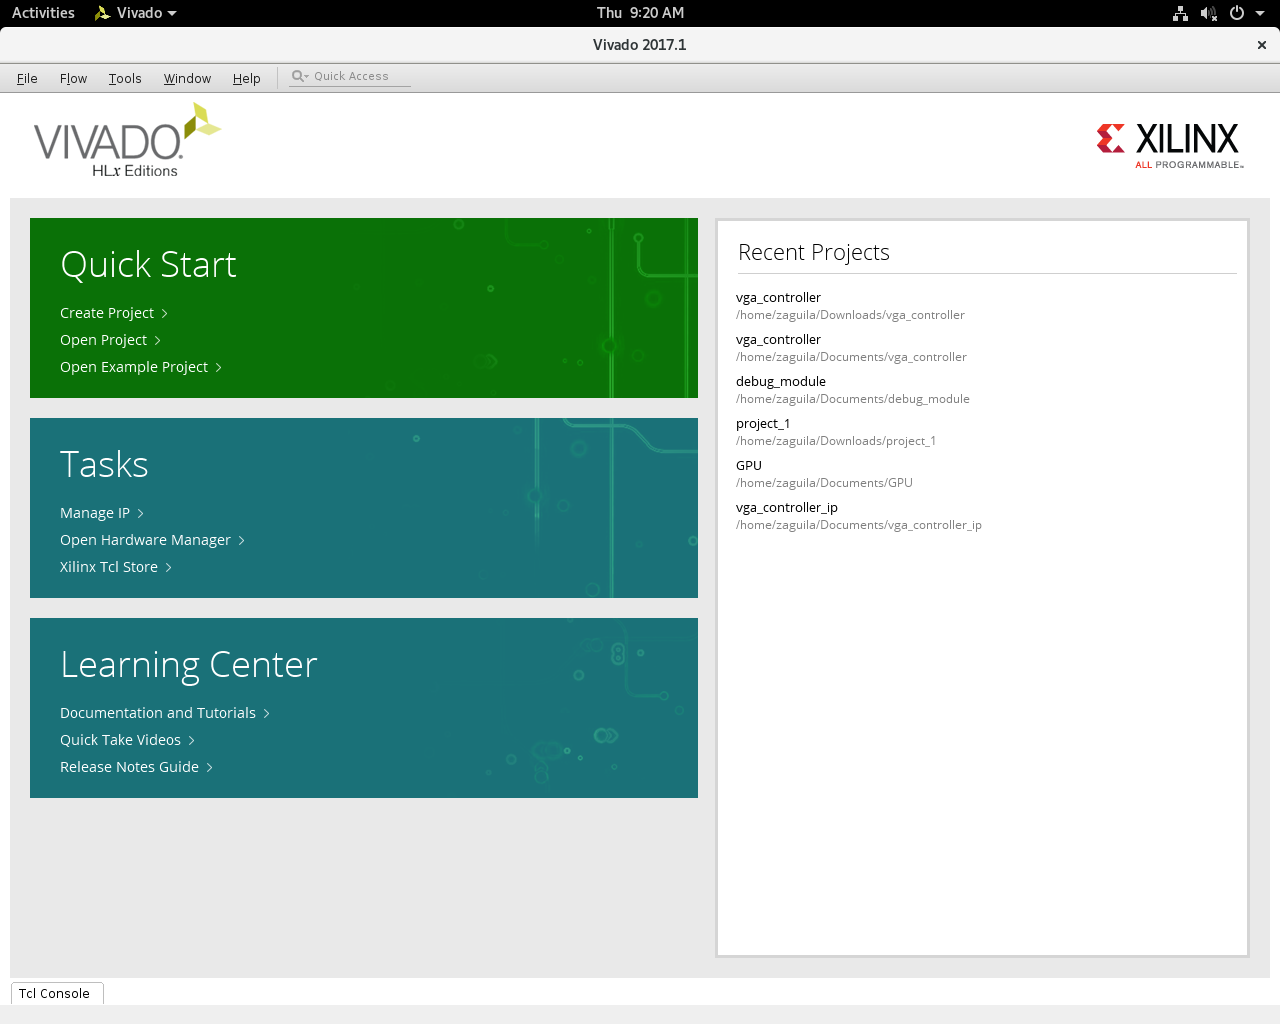 Activities Vivado Thu 9:20 AM
Vivado 2017.1
File Flow Tools Window Help Quick Access
VIVADO.
HLx Editions
XILINX
ALL PROGRAMMABLE™
Quick Start
Create Project
Open Project
Open Example Project
Tasks
Manage IP
Open Hardware Manager
Xilinx Tcl Store
Learning Center
Documentation and Tutorials
Quick Take Videos
Release Notes Guide
Recent Projects
vga_controller
/home/zaguila/Downloads/vga_controller
vga_controller
/home/zaguila/Documents/vga_controller
debug_module
/home/zaguila/Documents/debug_module
project_1
/home/zaguila/Downloads/project_1
GPU
/home/zaguila/Documents/GPU
vga_controller_ip
/home/zaguila/Documents/vga_controller_ip
Tcl Console